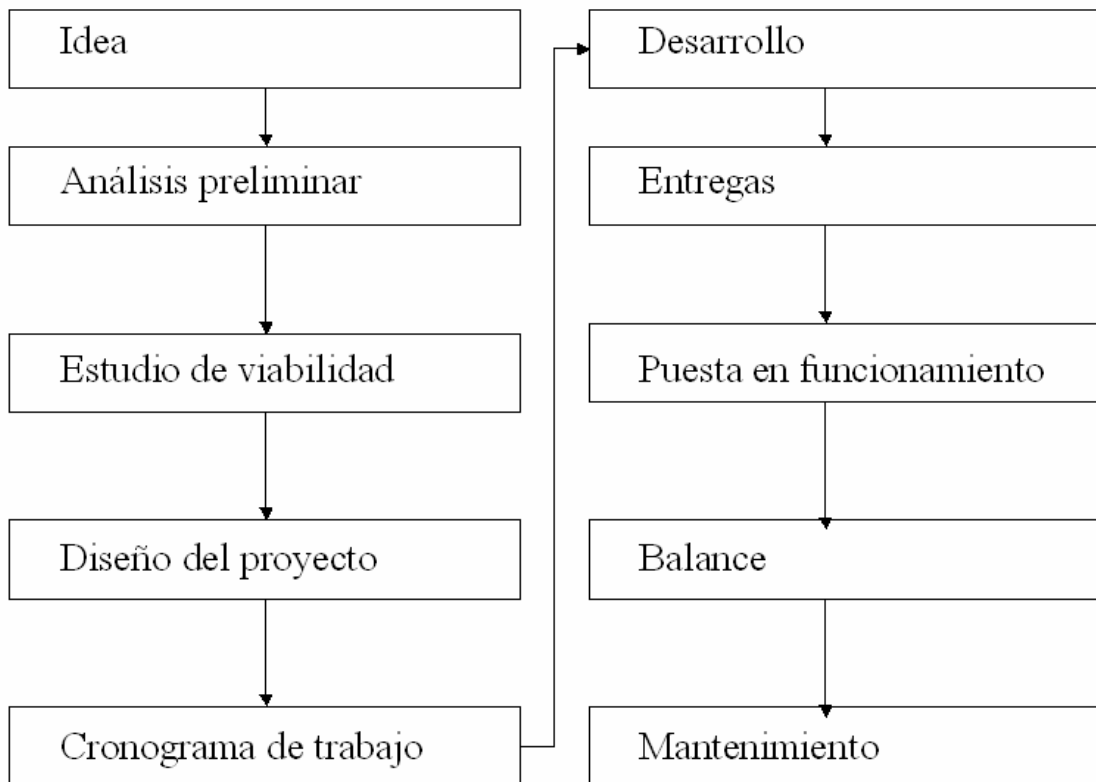 Idea
Análisis preliminar
Estudio de viabilidad
Diseño del proyecto
Cronograma de trabajo
Desarrollo
Entregas
Puesta en funcionamiento
Balance
Mantenimiento